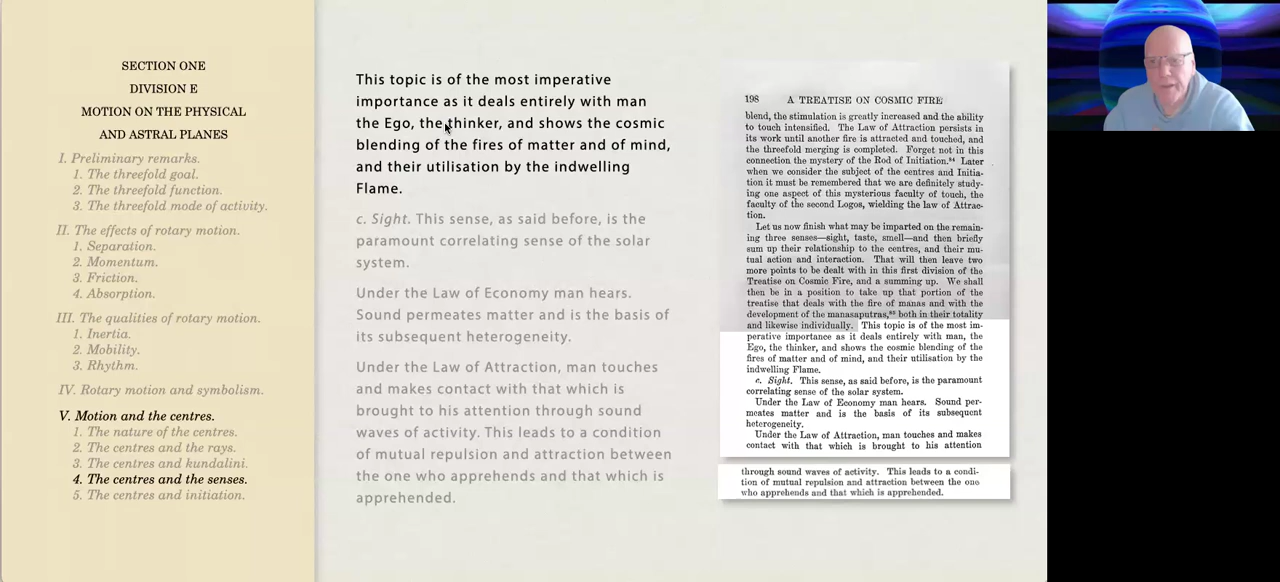 SECTION ONE
DIVISION E
MOTION ON THE PHYSICAL
AND ASTRAL PLANES
I. Preliminary remarks.
1. The threefold goal.
2. The threefold function.
3. The threefold mode of activity.
II. The effects of rotary motion.
1. Separation.
2. Momentum.
3. Friction.
4. Absorption.
III. The qualities of rotary motion.
1. Inertia.
2. Mobility.
3. Rhythm.
IV. Rotary motion and symbolism.
V. Motion and the centres.
1. The nature of the centres.
2. The centres and the rays.
3. The centres and kundalini.
4. The centres and the senses.
5. The centres and initiation.
This topic is of the most imperative
importance as it deals entirely with man
the Ego, the thinker, and shows the cosmic
blending of the fires of matter and of mind,
and their utilisation by the indwelling
Flame.
c. Sight. This sense, as said before, is the
paramount correlating sense of the solar
system.
Under the Law of Economy man hears.
Sound permeates matter and is the basis of
its subsequent heterogeneity.
Under the Law of Attraction, man touches
and makes contact with that which is
brought to his attention through sound
waves of activity. This leads to a condition
of mutual repulsion and attraction between
the one who apprehends and that which is
apprehended.
198 A TREATISE ON COSMIC FIRE
blend, the stimulation is greatly increased and the ability
to touch intensified. The Law of Attraction persists in
its work until another fire is attracted and touched, and
the threefold merging is completed. Forget not in this
connection the mystery of the Rod of Initiation.84 Later
when we consider the subject of the centres and Initia-
tion it must be remembered that we are definitely study-
ing one aspect of this mysterious faculty of touch, the
faculty of the second Logos, wielding the law of Attrac-
tion.
Let us now finish what may be imparted on the remain-
ing three senses—sight, taste, smell—and then briefly
sum up their relationship to the centres, and their mu-
tual action and interaction. That will then leave two
more points to be dealt with in this first division of the
Treatise on Cosmic Fire, and a summing up. We shall
then be in a position to take up that portion of the
treatise that deals with the fire of manas and with the
development of the manasaputras,85 both in their totality
and likewise individually. This topic is of the most im-
perative importance as it deals entirely with man, the
Ego, the thinker, and shows the cosmic blending of the
fires of matter and of mind, and their utilisation by the
indwelling Flame.
c. Sight. This sense, as said before, is the paramount
correlating sense of the solar system.
Under the Law of Economy man hears. Sound per-
meates matter and is the basis of its subsequent
heterogeneity.
Under the Law of Attraction, man touches and makes
contact with that which is brought to his attention
through sound waves of activity. This leads to a condi-
tion of mutual repulsion and attraction between the one
who apprehends and that which is apprehended.